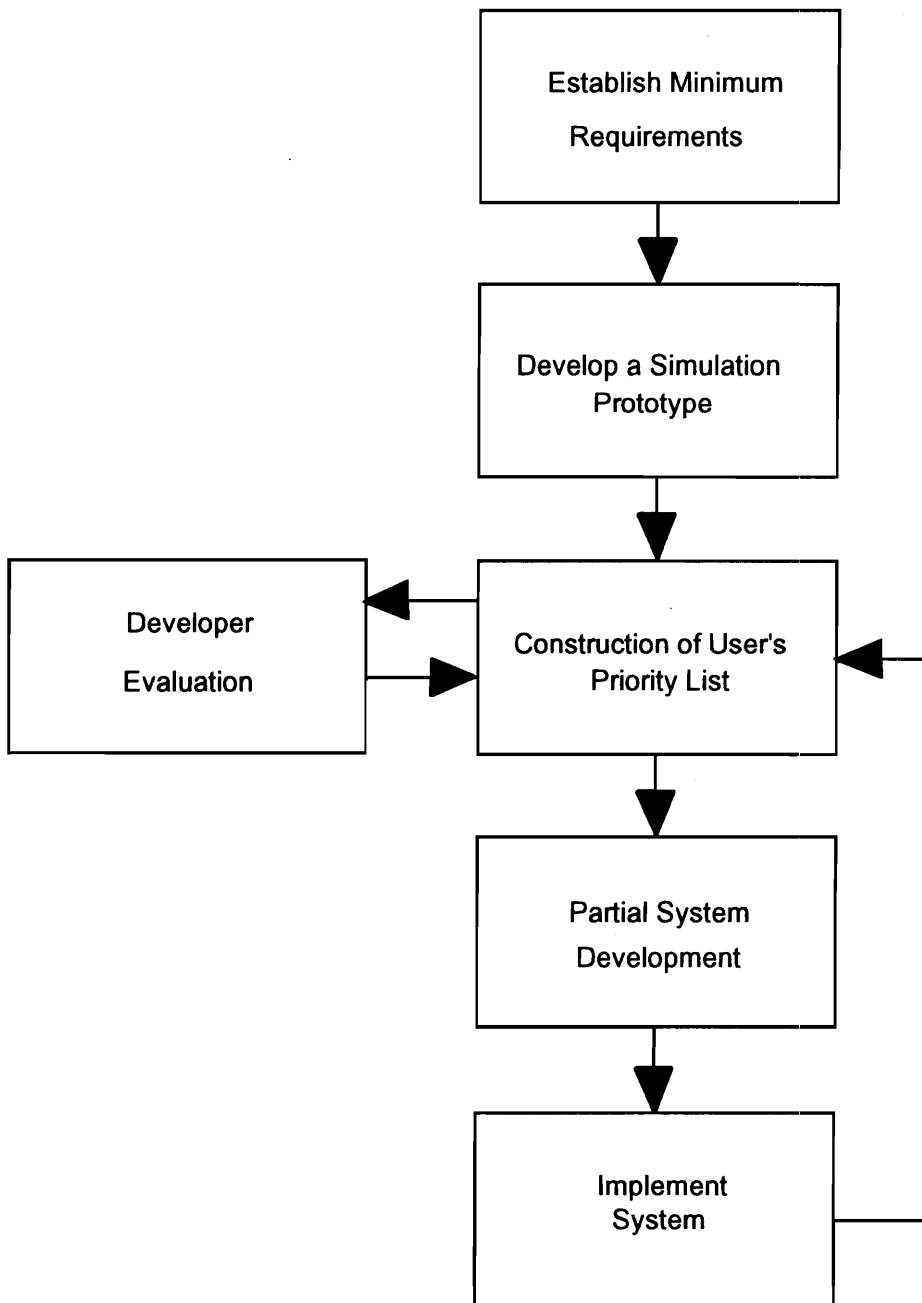 Establish Minimum
Requirements
Develop a Simulation
Prototype
Developer
Evaluation
Construction of User's
Priority List
Partial System
Development
Implement
System